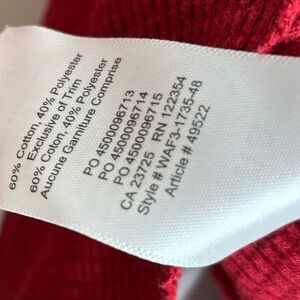 60% Cotton, 40% Polyester
Exclusive of Trim
60% Coton, 40% Polyester
Aucune Garniture Comprise
PO 4500096713
PO 4500096714
PO 4500096715
CA 23725 RN 122354
Style # WAF3-1735-48
Article # 49522